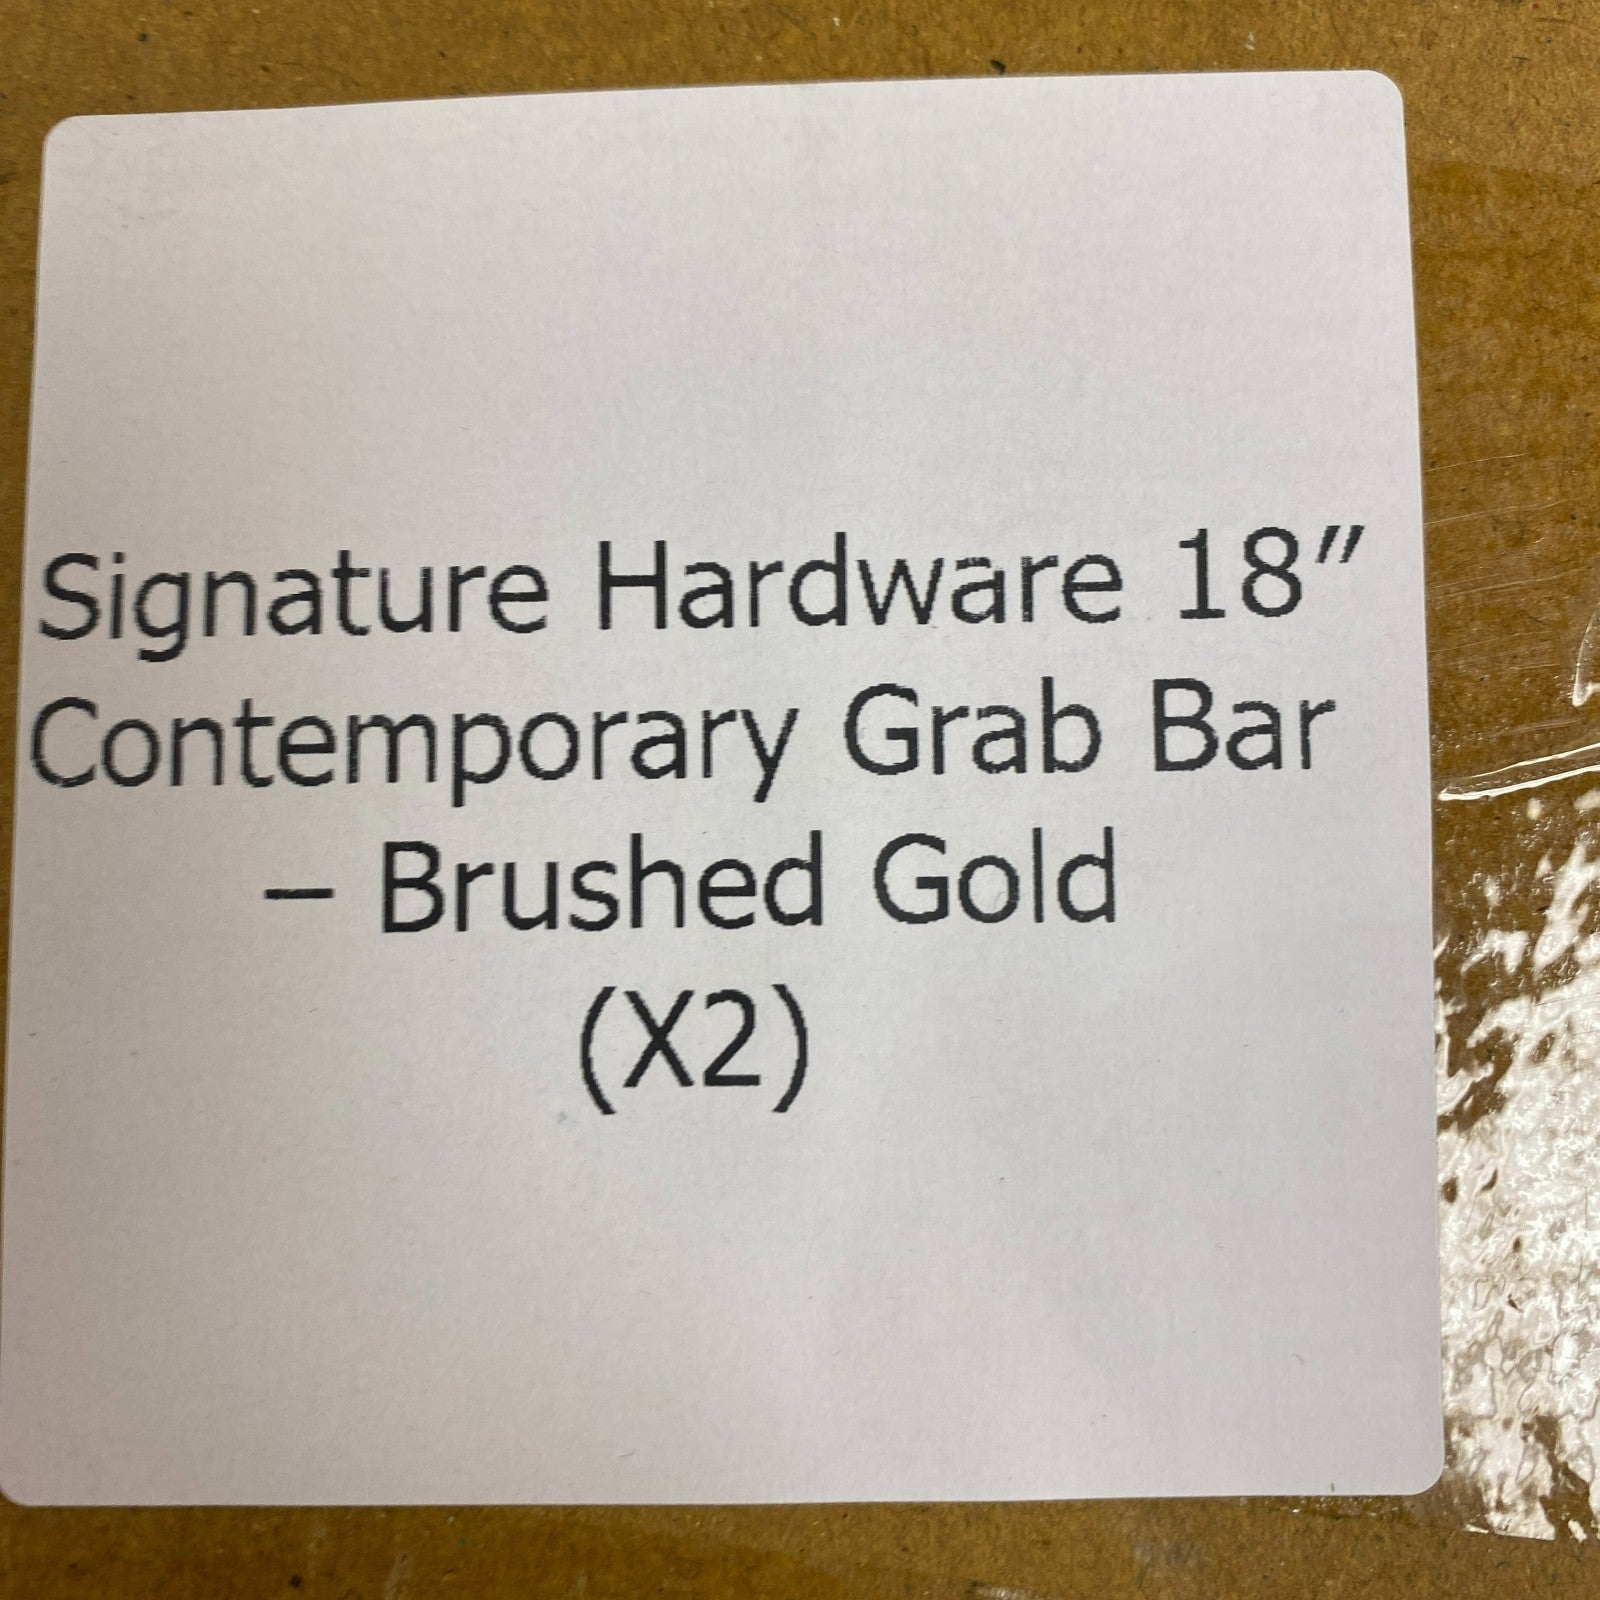 Signature Hardware 18”
Contemporary Grab Bar
– Brushed Gold
(X2)